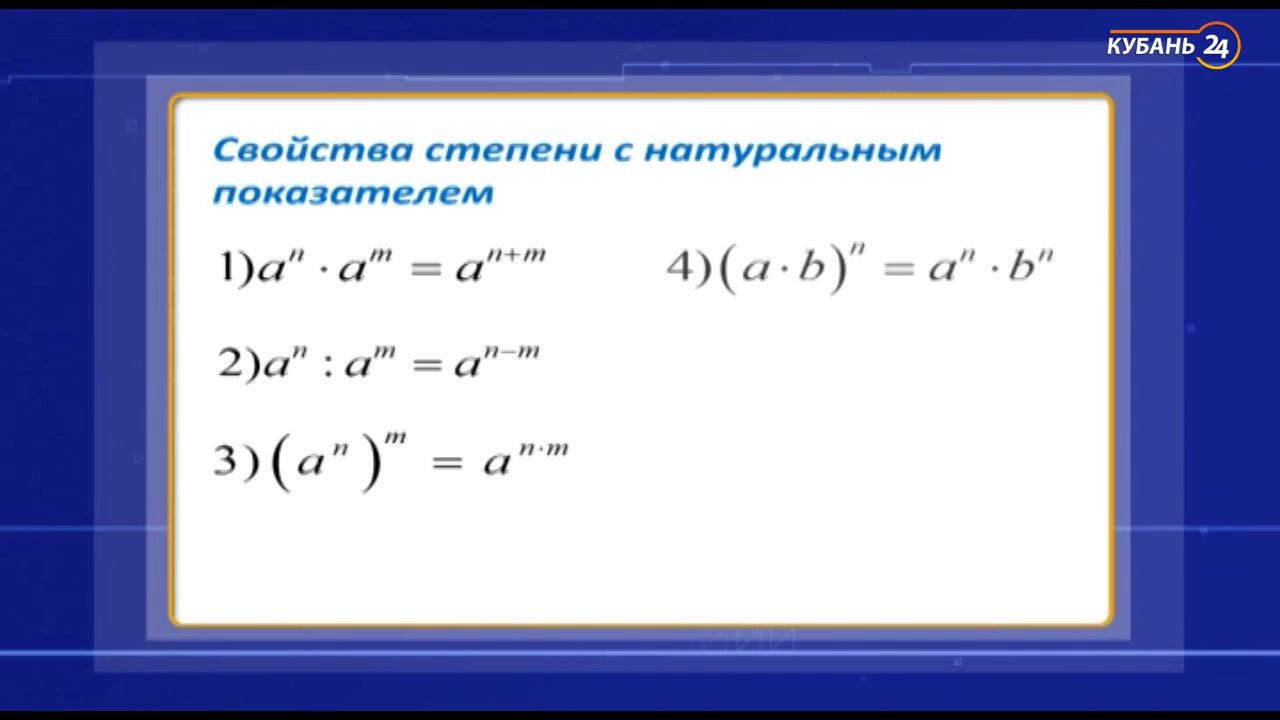 КУБАНЬ 24
Свойства степени с натуральным
показателем
1) aⁿ · aᵐ = aⁿ⁺ᵐ
4) (a · b)ⁿ = aⁿ · bⁿ
2) aⁿ : aᵐ = aⁿ⁻ᵐ
3) (aⁿ)ᵐ = aⁿ˙ᵐ